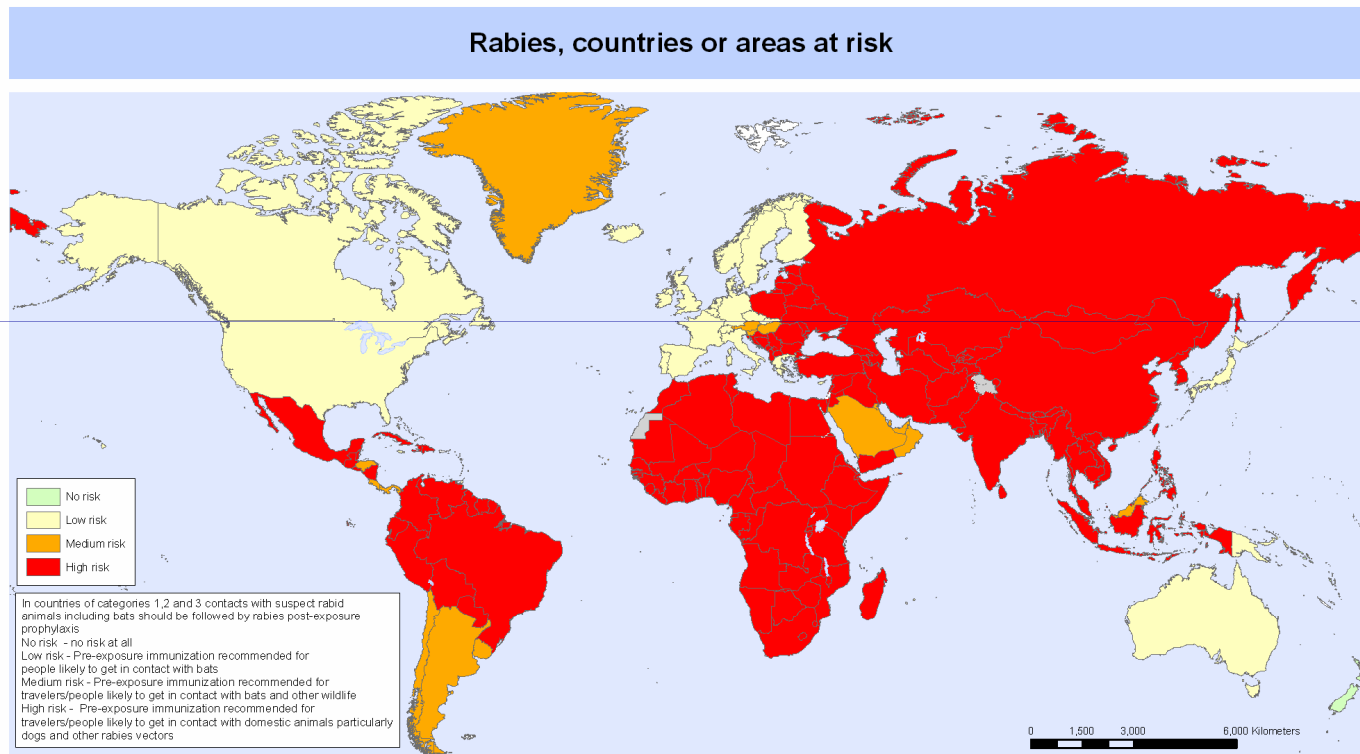 Rabies, countries or areas at risk
No risk
Low risk
Medium risk
High risk
In countries of categories 1,2 and 3 contacts with suspect rabid
animals including bats should be followed by rabies post-exposure
prophylaxis
No risk - no risk at all
Low risk - Pre-exposure immunization recommended for
people likely to get in contact with bats
Medium risk - Pre-exposure immunization recommended for
travelers/people likely to get in contact with bats and other wildlife
High risk - Pre-exposure immunization recommended for
travelers/people likely to get in contact with domestic animals particularly
dogs and other rabies vectors
0 1,500 3,000 6,000 Kilometers